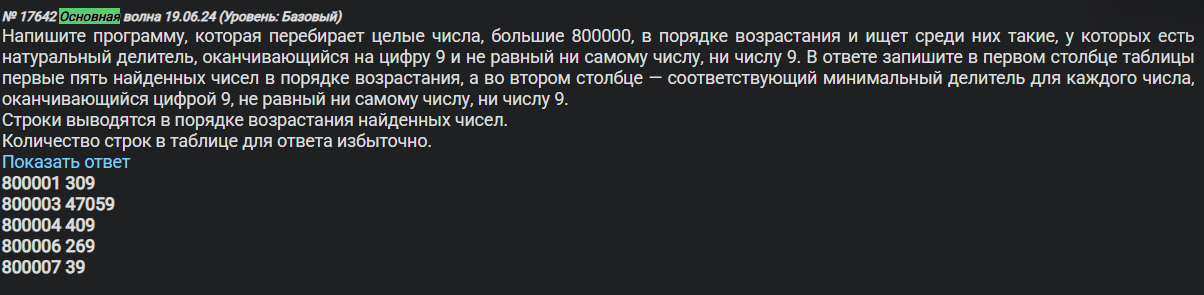 № 17642 Основная волна 19.06.24 (Уровень: Базовый)
Напишите программу, которая перебирает целые числа, большие 800000, в порядке возрастания и ищет среди них такие, у которых есть
натуральный делитель, оканчивающийся на цифру 9 и не равный ни самому числу, ни числу 9. В ответе запишите в первом столбце таблицы
первые пять найденных чисел в порядке возрастания, а во втором столбце — соответствующий минимальный делитель для каждого числа,
оканчивающийся цифрой 9, не равный ни самому числу, ни числу 9.
Строки выводятся в порядке возрастания найденных чисел.
Количество строк в таблице для ответа избыточно.
Показать ответ
800001 309
800003 47059
800004 409
800006 269
800007 39